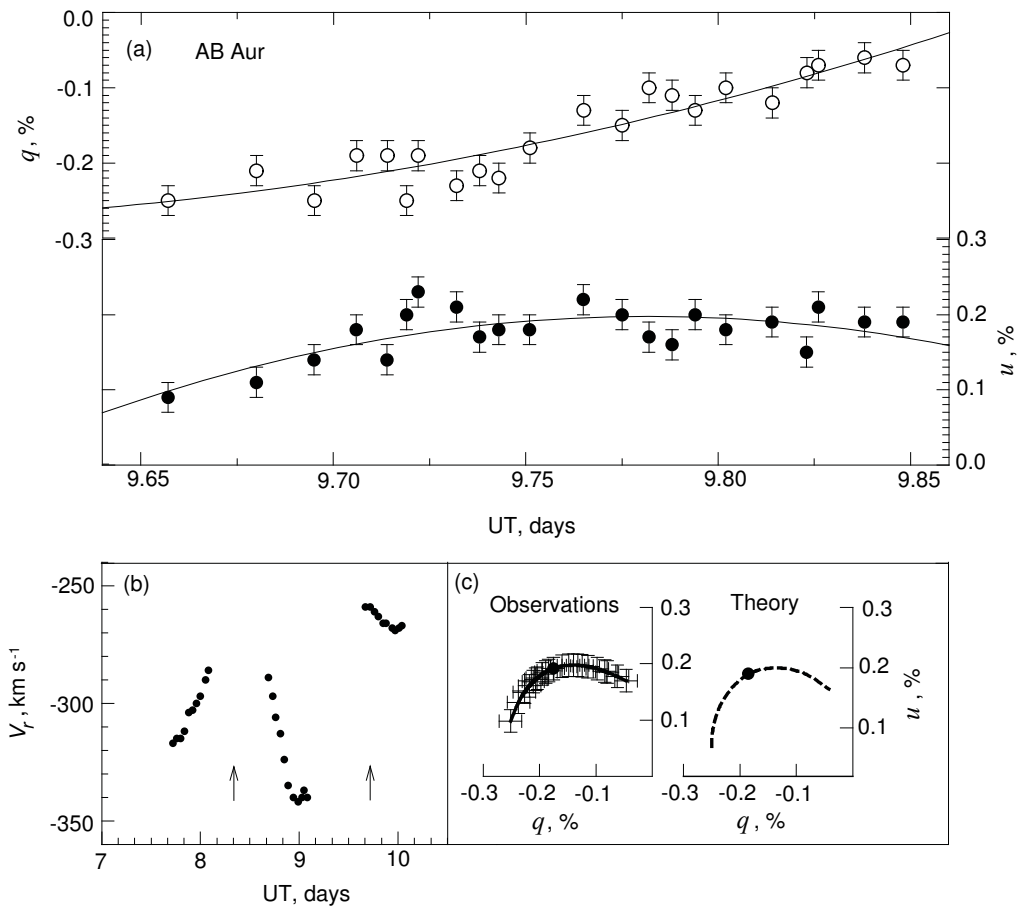 0.0
(a) AB Aur
-0.1
q, %
-0.2
-0.3 0.3
0.2
u, %
0.1
0.0
9.65 9.70 9.75 9.80 9.85
UT, days
(b)
-250
-300
-350
Vr, km s-1
7 8 9 10
UT, days
(c)
Observations Theory
0.3 0.3
0.2 0.2
0.1 0.1
u, %
-0.3 -0.2 -0.1 -0.3 -0.2 -0.1
q, % q, %